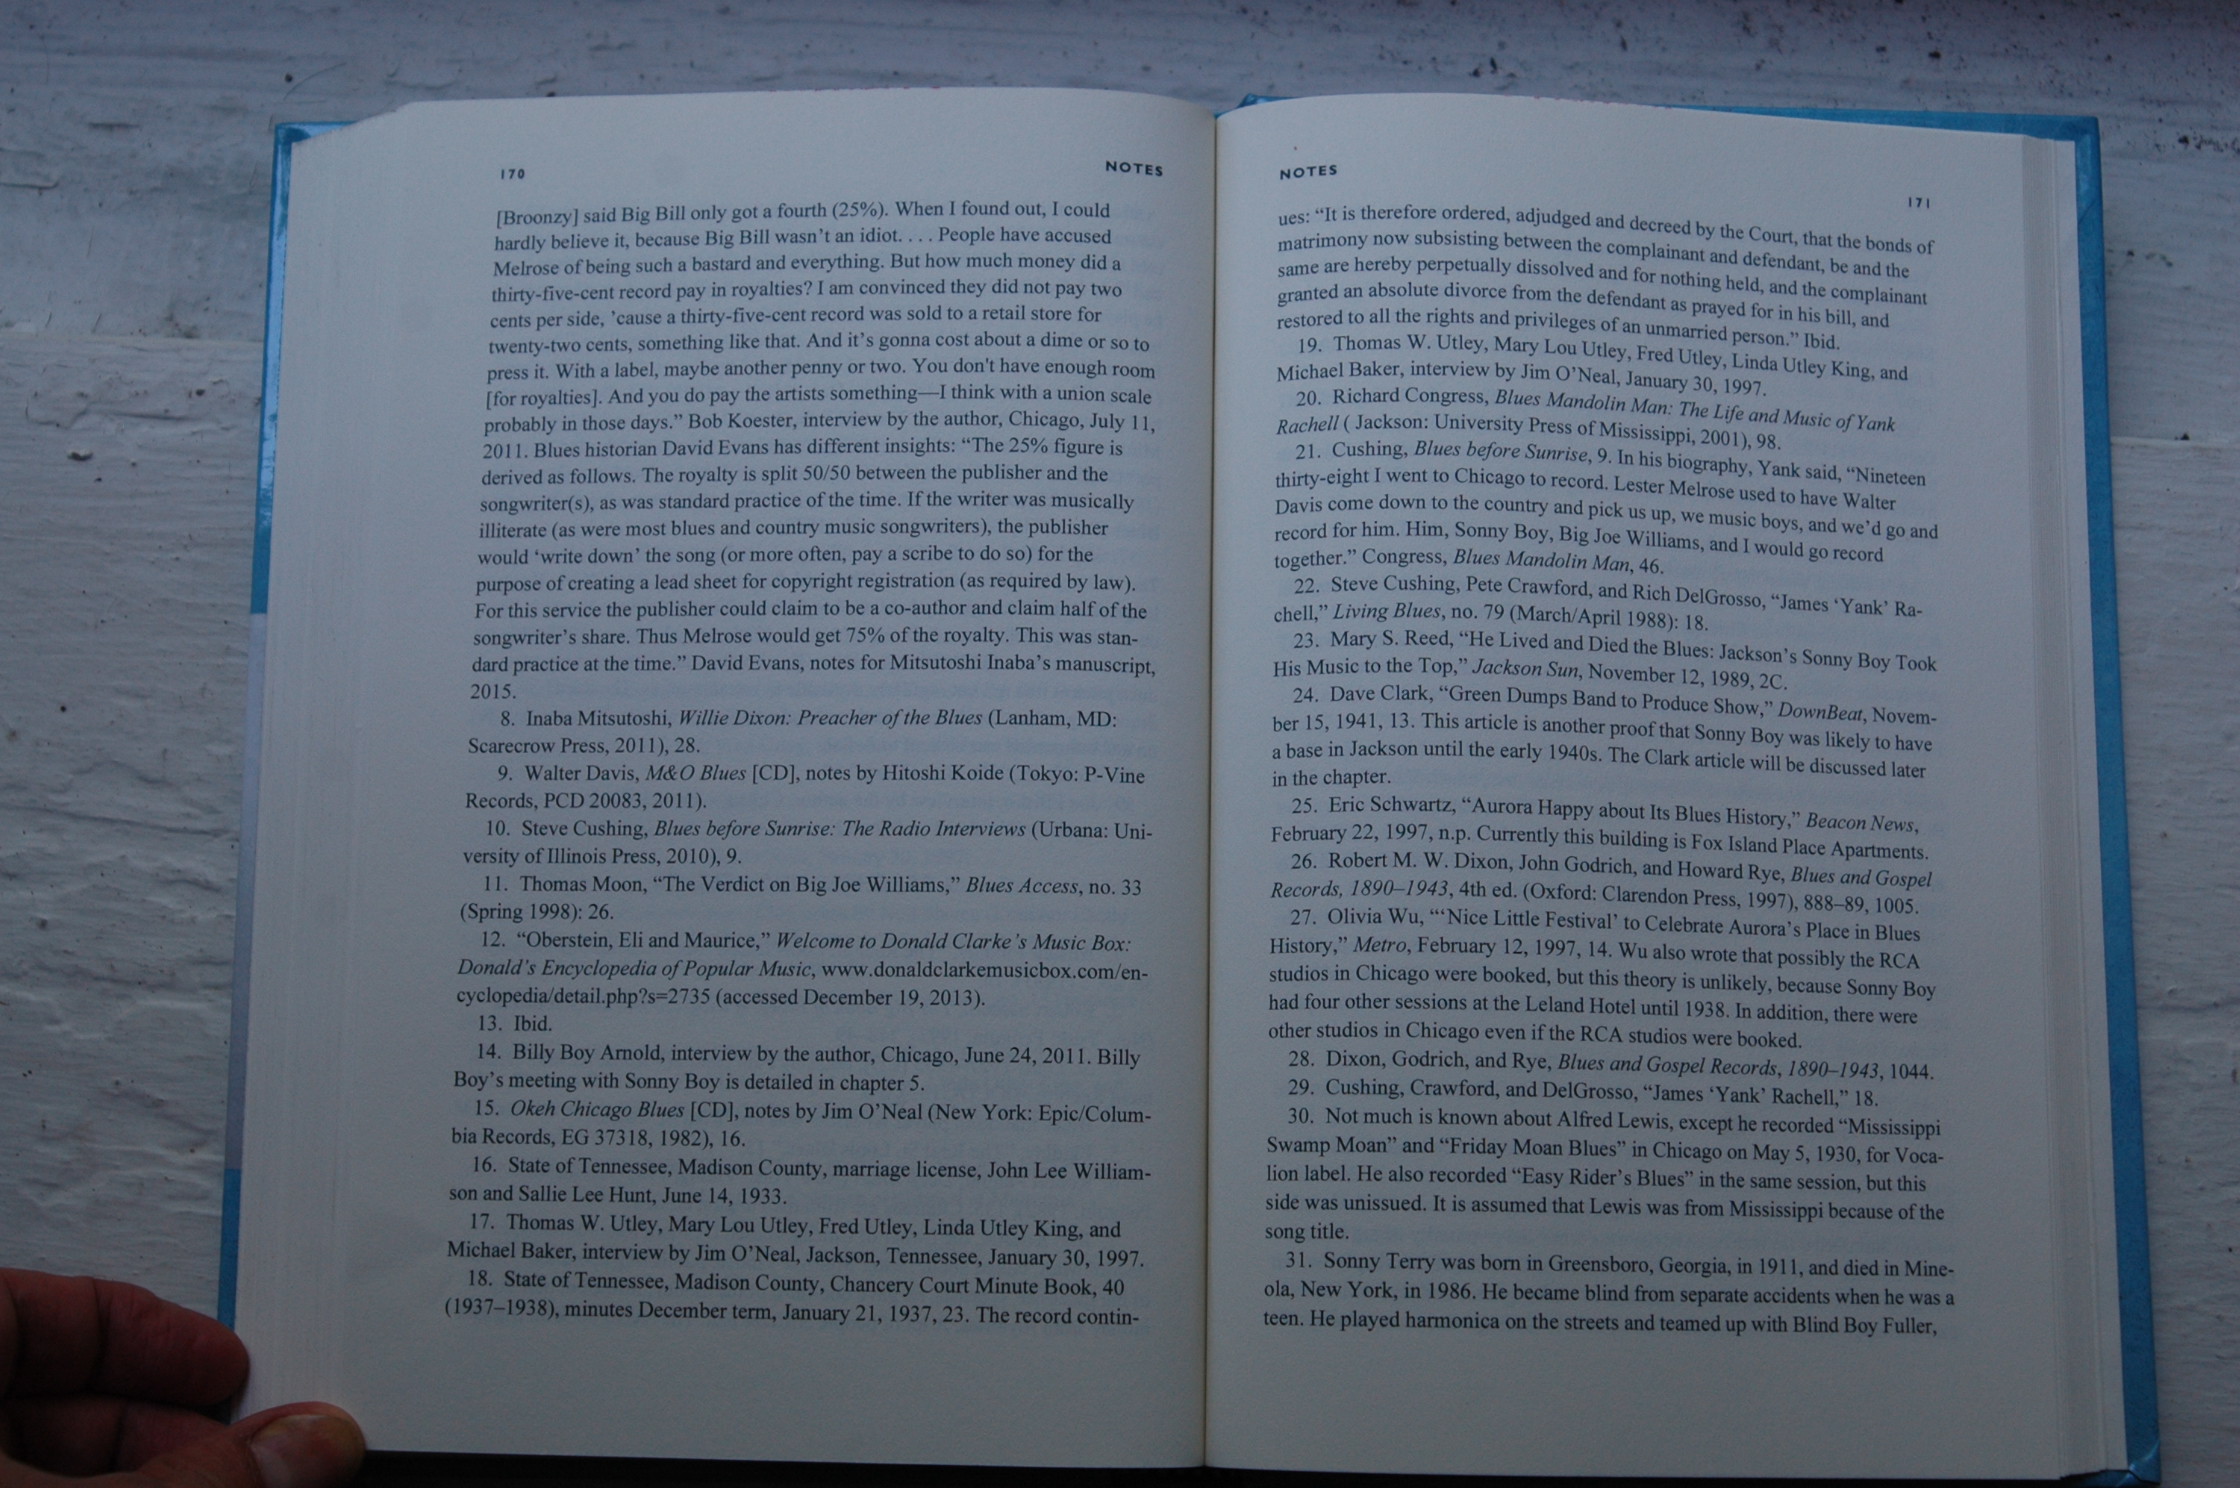 170
NOTES
[Broonzy] said Big Bill only got a fourth (25%). When I found out, I could
hardly believe it, because Big Bill wasn’t an idiot. . . . People have accused
Melrose of being such a bastard and everything. But how much money did a
thirty-five-cent record pay in royalties? I am convinced they did not pay two
cents per side, ’cause a thirty-five-cent record was sold to a retail store for
twenty-two cents, something like that. And it’s gonna cost about a dime or so to
press it. With a label, maybe another penny or two. You don't have enough room
[for royalties]. And you do pay the artists something—I think with a union scale
probably in those days.” Bob Koester, interview by the author, Chicago, July 11,
2011. Blues historian David Evans has different insights: “The 25% figure is
derived as follows. The royalty is split 50/50 between the publisher and the
songwriter(s), as was standard practice of the time. If the writer was musically
illiterate (as were most blues and country music songwriters), the publisher
would ‘write down’ the song (or more often, pay a scribe to do so) for the
purpose of creating a lead sheet for copyright registration (as required by law).
For this service the publisher could claim to be a co-author and claim half of the
songwriter’s share. Thus Melrose would get 75% of the royalty. This was stan-
dard practice at the time.” David Evans, notes for Mitsutoshi Inaba’s manuscript,
2015.
8. Inaba Mitsutoshi, Willie Dixon: Preacher of the Blues (Lanham, MD:
Scarecrow Press, 2011), 28.
9. Walter Davis, M&O Blues [CD], notes by Hitoshi Koide (Tokyo: P-Vine
Records, PCD 20083, 2011).
10. Steve Cushing, Blues before Sunrise: The Radio Interviews (Urbana: Uni-
versity of Illinois Press, 2010), 9.
11. Thomas Moon, “The Verdict on Big Joe Williams,” Blues Access, no. 33
(Spring 1998): 26.
12. “Oberstein, Eli and Maurice,” Welcome to Donald Clarke’s Music Box:
Donald’s Encyclopedia of Popular Music, www.donaldclarkemusicbox.com/en-
cyclopedia/detail.php?s=2735 (accessed December 19, 2013).
13. Ibid.
14. Billy Boy Arnold, interview by the author, Chicago, June 24, 2011. Billy
Boy’s meeting with Sonny Boy is detailed in chapter 5.
15. Okeh Chicago Blues [CD], notes by Jim O’Neal (New York: Epic/Colum-
bia Records, EG 37318, 1982), 16.
16. State of Tennessee, Madison County, marriage license, John Lee William-
son and Sallie Lee Hunt, June 14, 1933.
17. Thomas W. Utley, Mary Lou Utley, Fred Utley, Linda Utley King, and
Michael Baker, interview by Jim O’Neal, Jackson, Tennessee, January 30, 1997.
18. State of Tennessee, Madison County, Chancery Court Minute Book, 40
(1937–1938), minutes December term, January 21, 1937, 23. The record contin-
NOTES
171
ues: “It is therefore ordered, adjudged and decreed by the Court, that the bonds of
matrimony now subsisting between the complainant and defendant, be and the
same are hereby perpetually dissolved and for nothing held, and the complainant
granted an absolute divorce from the defendant as prayed for in his bill, and
restored to all the rights and privileges of an unmarried person.” Ibid.
19. Thomas W. Utley, Mary Lou Utley, Fred Utley, Linda Utley King, and
Michael Baker, interview by Jim O’Neal, January 30, 1997.
20. Richard Congress, Blues Mandolin Man: The Life and Music of Yank
Rachell ( Jackson: University Press of Mississippi, 2001), 98.
21. Cushing, Blues before Sunrise, 9. In his biography, Yank said, “Nineteen
thirty-eight I went to Chicago to record. Lester Melrose used to have Walter
Davis come down to the country and pick us up, we music boys, and we’d go and
record for him. Him, Sonny Boy, Big Joe Williams, and I would go record
together.” Congress, Blues Mandolin Man, 46.
22. Steve Cushing, Pete Crawford, and Rich DelGrosso, “James ‘Yank’ Ra-
chell,” Living Blues, no. 79 (March/April 1988): 18.
23. Mary S. Reed, “He Lived and Died the Blues: Jackson’s Sonny Boy Took
His Music to the Top,” Jackson Sun, November 12, 1989, 2C.
24. Dave Clark, “Green Dumps Band to Produce Show,” DownBeat, Novem-
ber 15, 1941, 13. This article is another proof that Sonny Boy was likely to have
a base in Jackson until the early 1940s. The Clark article will be discussed later
in the chapter.
25. Eric Schwartz, “Aurora Happy about Its Blues History,” Beacon News,
February 22, 1997, n.p. Currently this building is Fox Island Place Apartments.
26. Robert M. W. Dixon, John Godrich, and Howard Rye, Blues and Gospel
Records, 1890–1943, 4th ed. (Oxford: Clarendon Press, 1997), 888–89, 1005.
27. Olivia Wu, “‘Nice Little Festival’ to Celebrate Aurora’s Place in Blues
History,” Metro, February 12, 1997, 14. Wu also wrote that possibly the RCA
studios in Chicago were booked, but this theory is unlikely, because Sonny Boy
had four other sessions at the Leland Hotel until 1938. In addition, there were
other studios in Chicago even if the RCA studios were booked.
28. Dixon, Godrich, and Rye, Blues and Gospel Records, 1890–1943, 1044.
29. Cushing, Crawford, and DelGrosso, “James ‘Yank’ Rachell,” 18.
30. Not much is known about Alfred Lewis, except he recorded “Mississippi
Swamp Moan” and “Friday Moan Blues” in Chicago on May 5, 1930, for Voca-
lion label. He also recorded “Easy Rider’s Blues” in the same session, but this
side was unissued. It is assumed that Lewis was from Mississippi because of the
song title.
31. Sonny Terry was born in Greensboro, Georgia, in 1911, and died in Mine-
ola, New York, in 1986. He became blind from separate accidents when he was a
teen. He played harmonica on the streets and teamed up with Blind Boy Fuller,